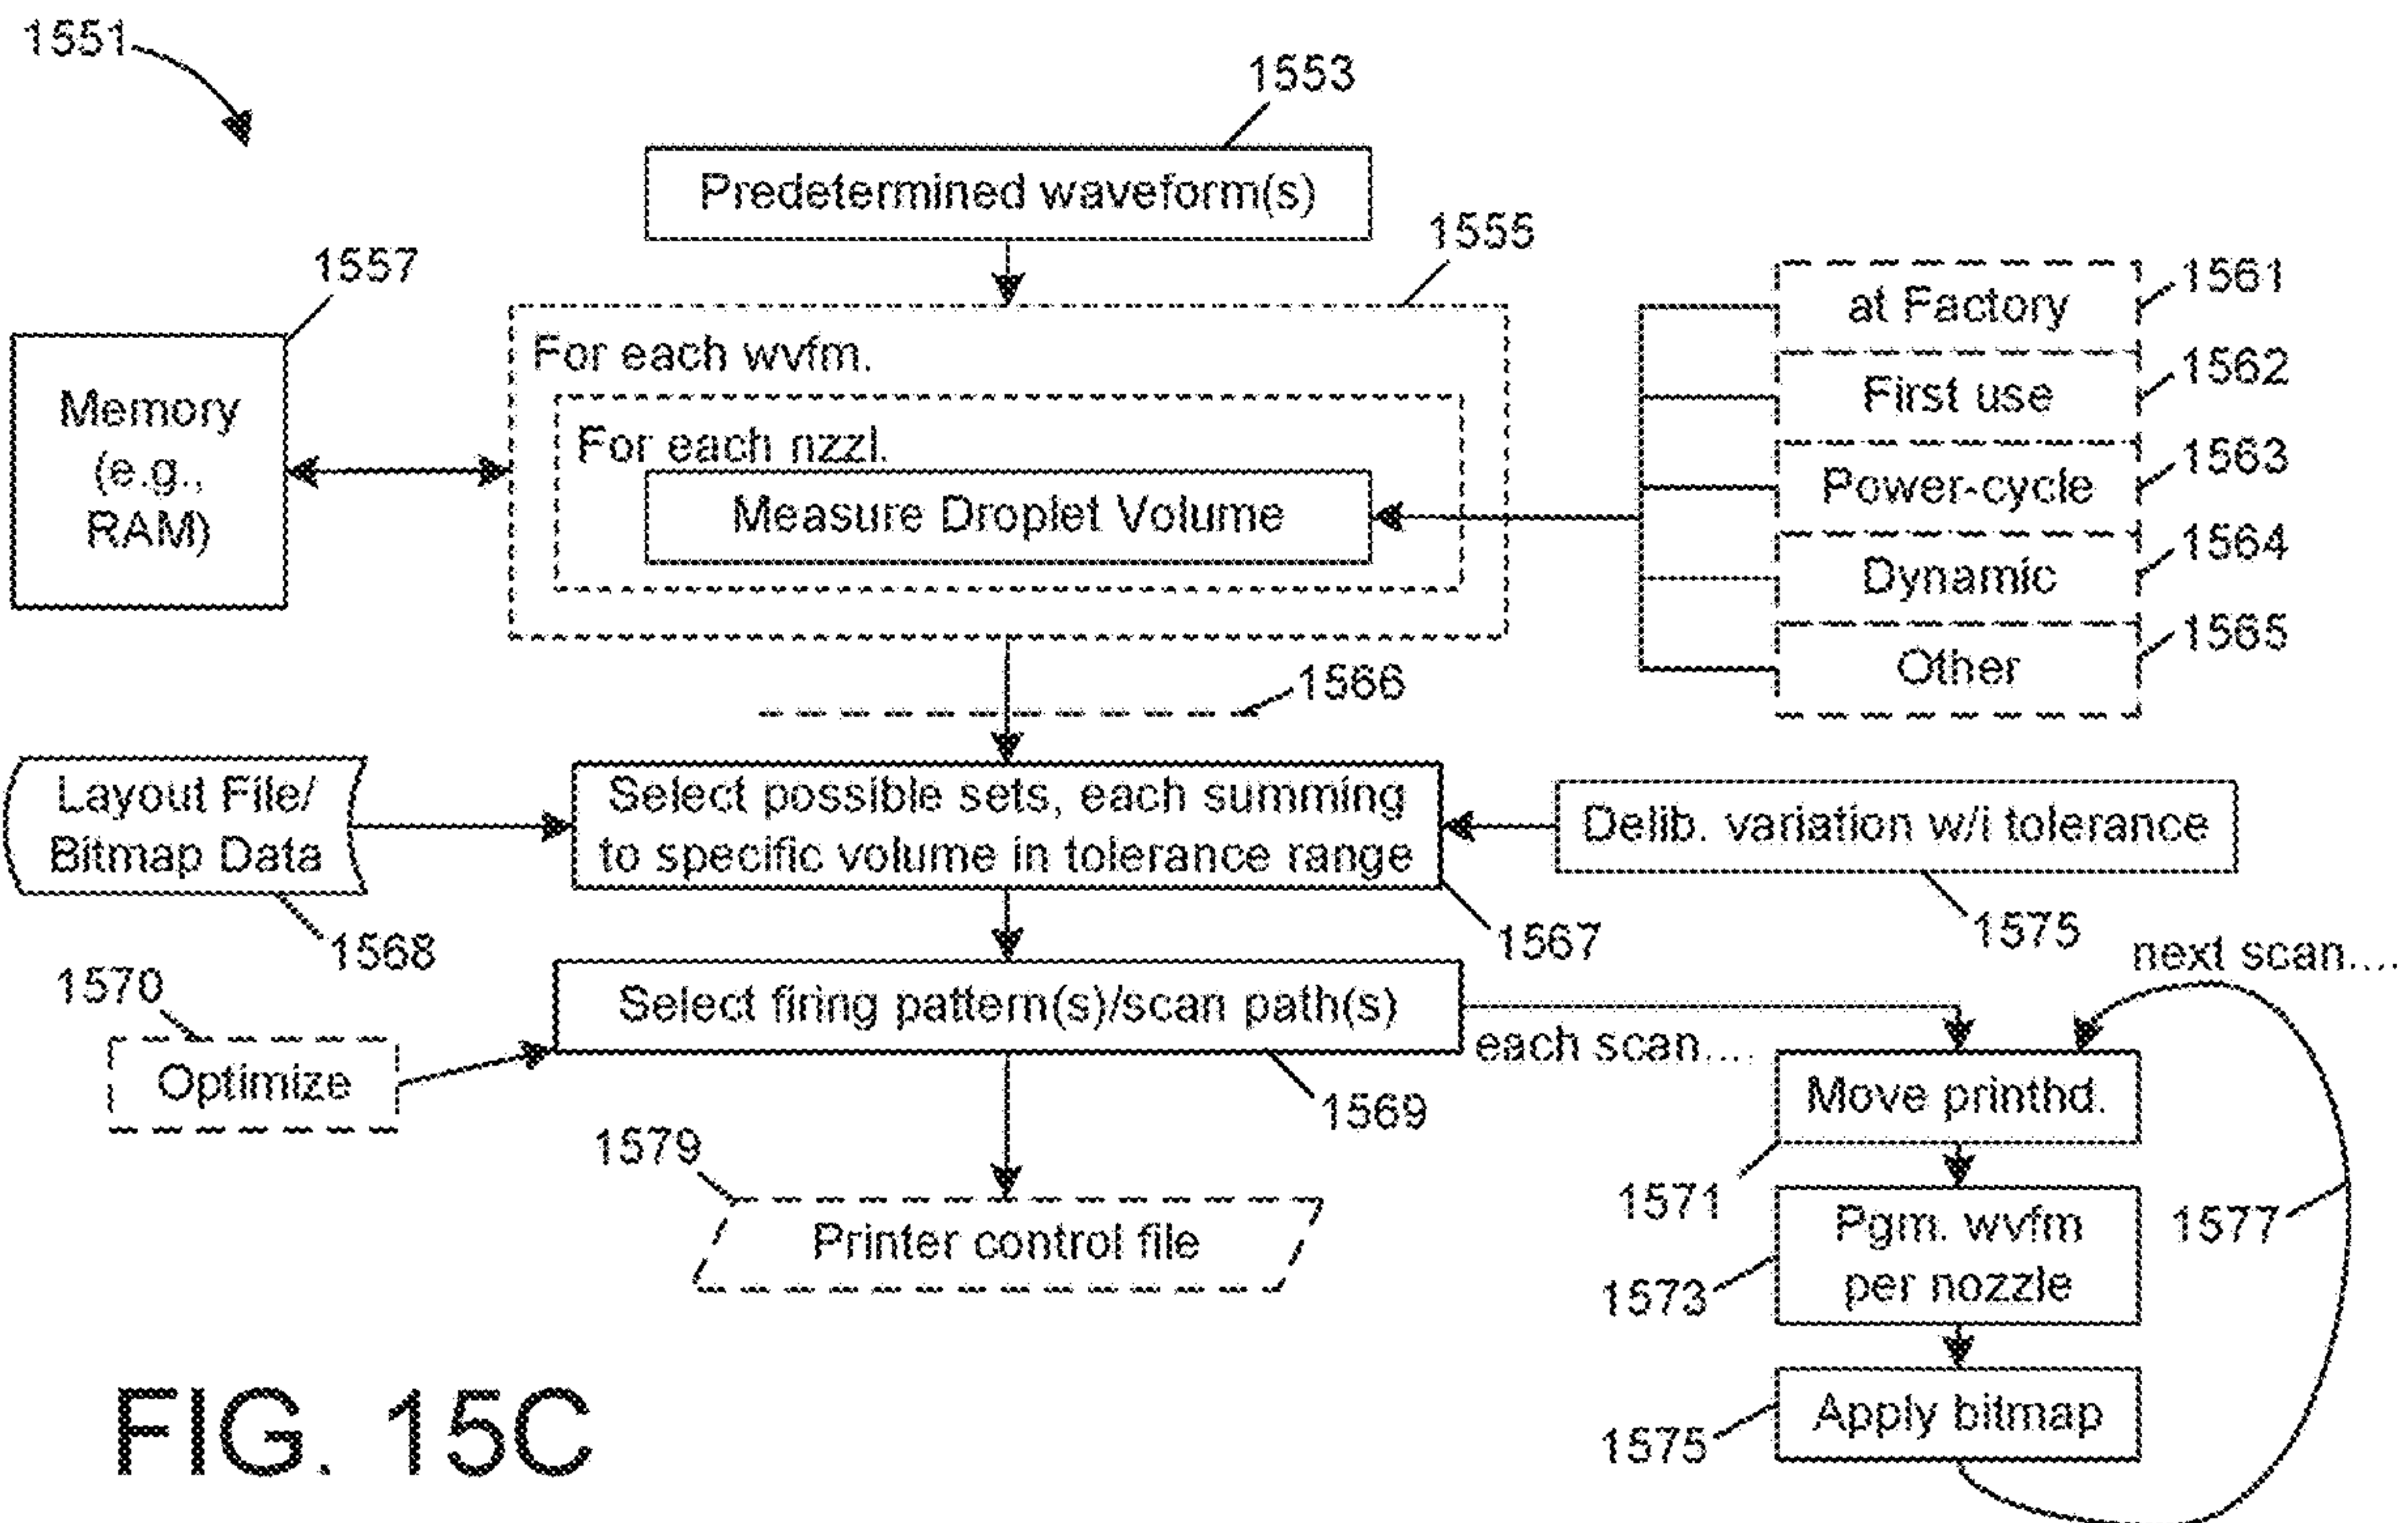 1551
1553
Predetermined waveform(s)
1555
1557
Memory
(e.g.,
RAM)
For each wvfm.
For each nzzl.
Measure Droplet Volume
at Factory
1561
First use
1562
Power-cycle
1563
Dynamic
1564
Other
1565
1566
Layout File/
Bitmap Data
1568
Select possible sets, each summing
to specific volume in tolerance range
1567
Delib. variation w/i tolerance
1575
next scan....
1570
Optimize
Select firing pattern(s)/scan path(s)
each scan....
1569
1579
Printer control file
Move printhd.
1571
Pgm. wvfm
per nozzle
1573
1577
Apply bitmap
1575
FIG. 15C